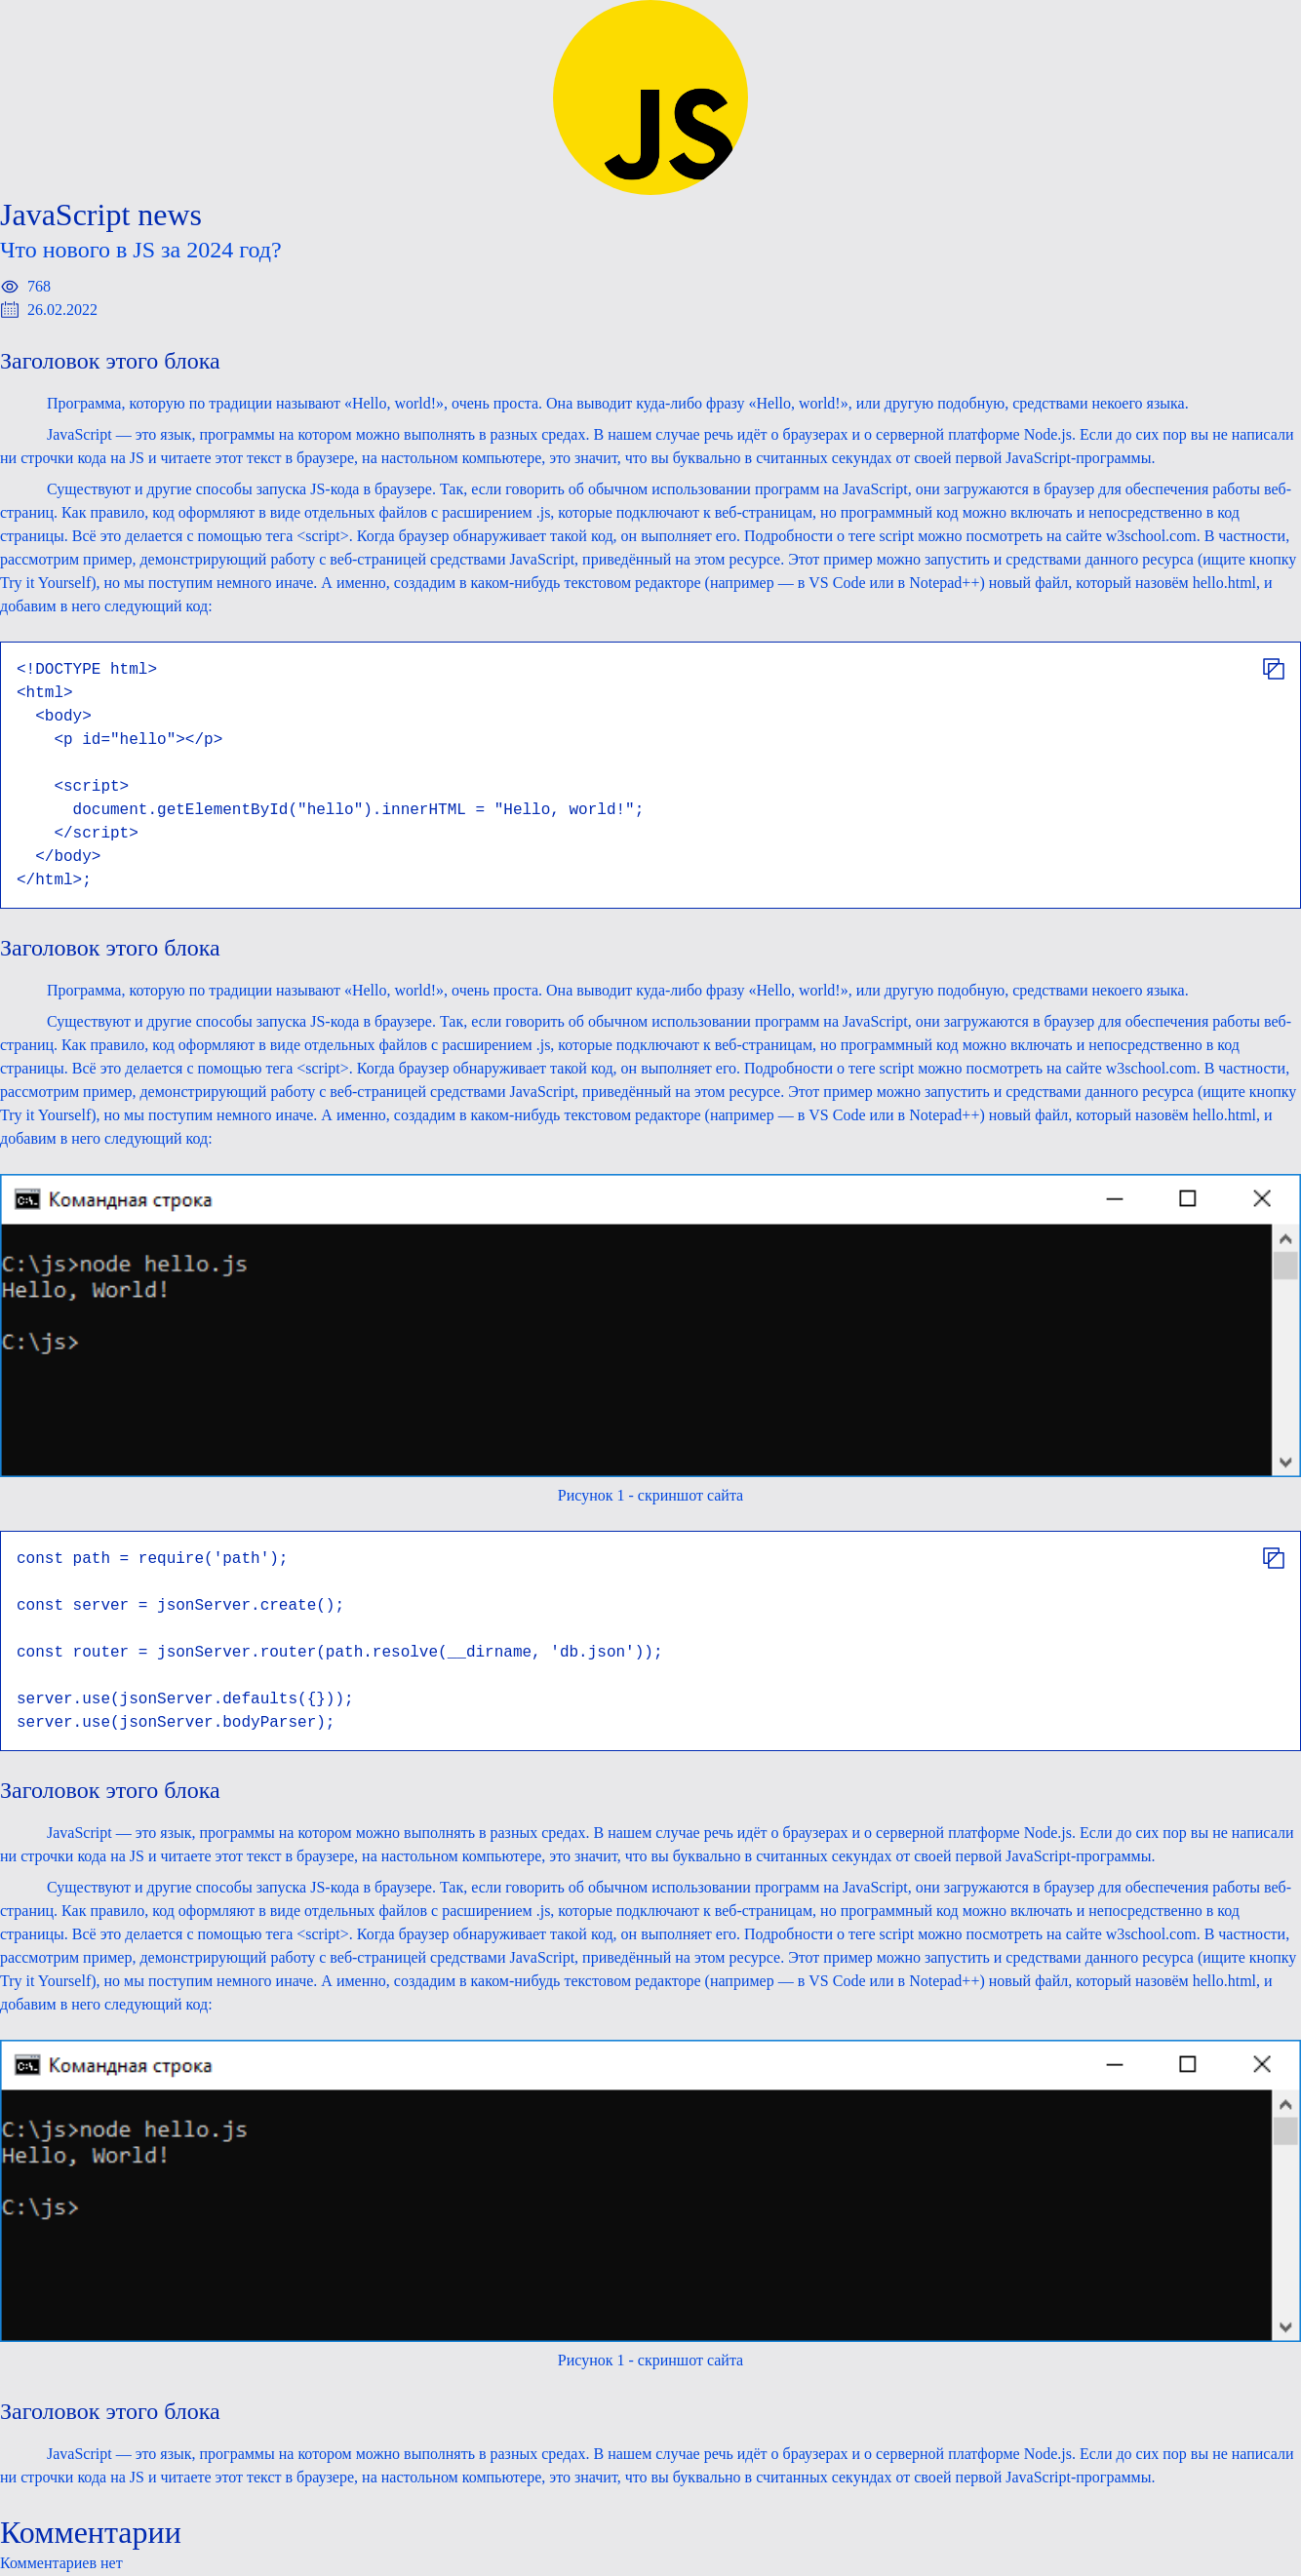 JS
JavaScript news
Что нового в JS за 2024 год?
768
26.02.2022
Заголовок этого блока
Программа, которую по традиции называют «Hello, world!», очень проста. Она выводит куда-либо фразу «Hello, world!», или другую подобную, средствами некоего языка.
JavaScript — это язык, программы на котором можно выполнять в разных средах. В нашем случае речь идёт о браузерах и о серверной платформе Node.js. Если до сих пор вы не написали
ни строчки кода на JS и читаете этот текст в браузере, на настольном компьютере, это значит, что вы буквально в считанных секундах от своей первой JavaScript-программы.
Существуют и другие способы запуска JS-кода в браузере. Так, если говорить об обычном использовании программ на JavaScript, они загружаются в браузер для обеспечения работы веб-
страниц. Как правило, код оформляют в виде отдельных файлов с расширением .js, которые подключают к веб-страницам, но программный код можно включать и непосредственно в код
страницы. Всё это делается с помощью тега <script>. Когда браузер обнаруживает такой код, он выполняет его. Подробности о теге script можно посмотреть на сайте w3school.com. В частности,
рассмотрим пример, демонстрирующий работу с веб-страницей средствами JavaScript, приведённый на этом ресурсе. Этот пример можно запустить и средствами данного ресурса (ищите кнопку
Try it Yourself), но мы поступим немного иначе. А именно, создадим в каком-нибудь текстовом редакторе (например — в VS Code или в Notepad++) новый файл, который назовём hello.html, и
добавим в него следующий код:
<!DOCTYPE html>
<html>
  <body>
    <p id="hello"></p>
    <script>
      document.getElementById("hello").innerHTML = "Hello, world!";
    </script>
  </body>
</html>;
Заголовок этого блока
Программа, которую по традиции называют «Hello, world!», очень проста. Она выводит куда-либо фразу «Hello, world!», или другую подобную, средствами некоего языка.
Существуют и другие способы запуска JS-кода в браузере. Так, если говорить об обычном использовании программ на JavaScript, они загружаются в браузер для обеспечения работы веб-
страниц. Как правило, код оформляют в виде отдельных файлов с расширением .js, которые подключают к веб-страницам, но программный код можно включать и непосредственно в код
страницы. Всё это делается с помощью тега <script>. Когда браузер обнаруживает такой код, он выполняет его. Подробности о теге script можно посмотреть на сайте w3school.com. В частности,
рассмотрим пример, демонстрирующий работу с веб-страницей средствами JavaScript, приведённый на этом ресурсе. Этот пример можно запустить и средствами данного ресурса (ищите кнопку
Try it Yourself), но мы поступим немного иначе. А именно, создадим в каком-нибудь текстовом редакторе (например — в VS Code или в Notepad++) новый файл, который назовём hello.html, и
добавим в него следующий код:
C:\. Командная строка
C:\js>node hello.js
Hello, World!
C:\js>
Рисунок 1 - скриншот сайта
const path = require('path');
const server = jsonServer.create();
const router = jsonServer.router(path.resolve(__dirname, 'db.json'));
server.use(jsonServer.defaults({}));
server.use(jsonServer.bodyParser);
Заголовок этого блока
JavaScript — это язык, программы на котором можно выполнять в разных средах. В нашем случае речь идёт о браузерах и о серверной платформе Node.js. Если до сих пор вы не написали
ни строчки кода на JS и читаете этот текст в браузере, на настольном компьютере, это значит, что вы буквально в считанных секундах от своей первой JavaScript-программы.
Существуют и другие способы запуска JS-кода в браузере. Так, если говорить об обычном использовании программ на JavaScript, они загружаются в браузер для обеспечения работы веб-
страниц. Как правило, код оформляют в виде отдельных файлов с расширением .js, которые подключают к веб-страницам, но программный код можно включать и непосредственно в код
страницы. Всё это делается с помощью тега <script>. Когда браузер обнаруживает такой код, он выполняет его. Подробности о теге script можно посмотреть на сайте w3school.com. В частности,
рассмотрим пример, демонстрирующий работу с веб-страницей средствами JavaScript, приведённый на этом ресурсе. Этот пример можно запустить и средствами данного ресурса (ищите кнопку
Try it Yourself), но мы поступим немного иначе. А именно, создадим в каком-нибудь текстовом редакторе (например — в VS Code или в Notepad++) новый файл, который назовём hello.html, и
добавим в него следующий код:
C:\. Командная строка
C:\js>node hello.js
Hello, World!
C:\js>
Рисунок 1 - скриншот сайта
Заголовок этого блока
JavaScript — это язык, программы на котором можно выполнять в разных средах. В нашем случае речь идёт о браузерах и о серверной платформе Node.js. Если до сих пор вы не написали
ни строчки кода на JS и читаете этот текст в браузере, на настольном компьютере, это значит, что вы буквально в считанных секундах от своей первой JavaScript-программы.
Комментарии
Комментариев нет